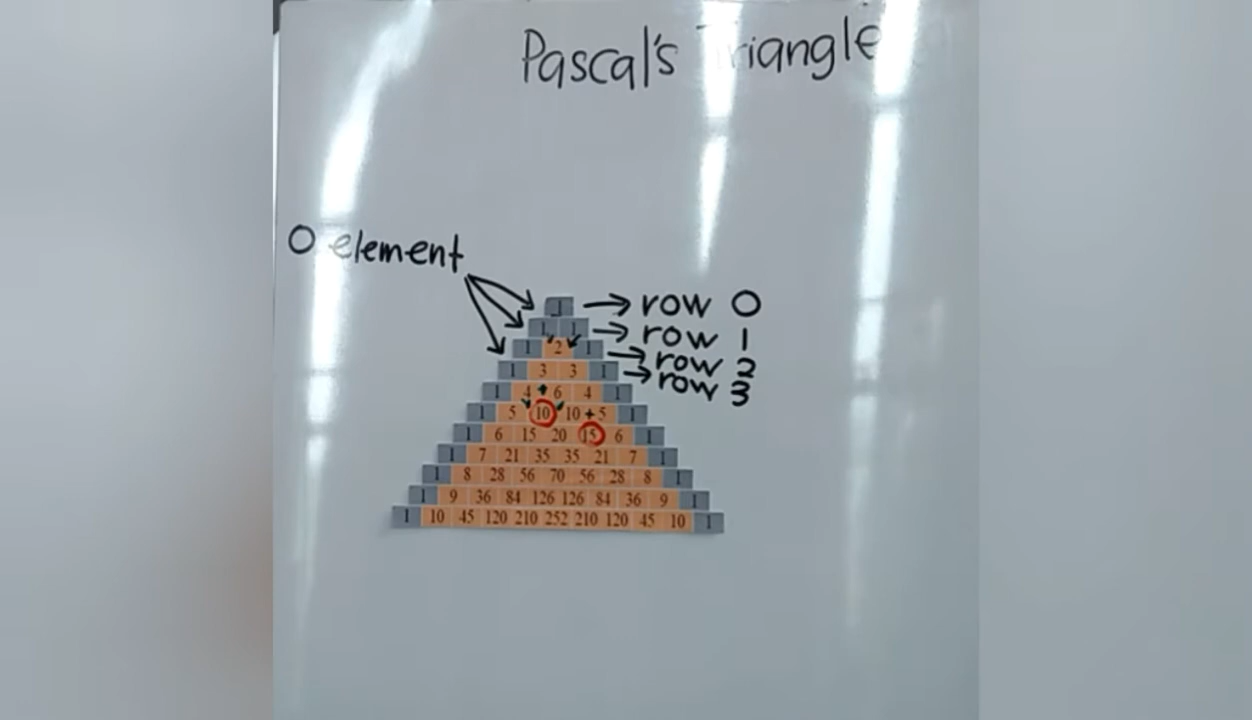 Pascal's Triangle
0 element
1 → row 0
1 1 → row 1
1 2 1 → row 2
1 3 3 1 → row 3
1 4 + 6 4 1
1 5 10 10 + 5 1
1 6 15 20 15 6 1
1 7 21 35 35 21 7 1
1 8 28 56 70 56 28 8 1
1 9 36 84 126 126 84 36 9 1
1 10 45 120 210 252 210 120 45 10 1